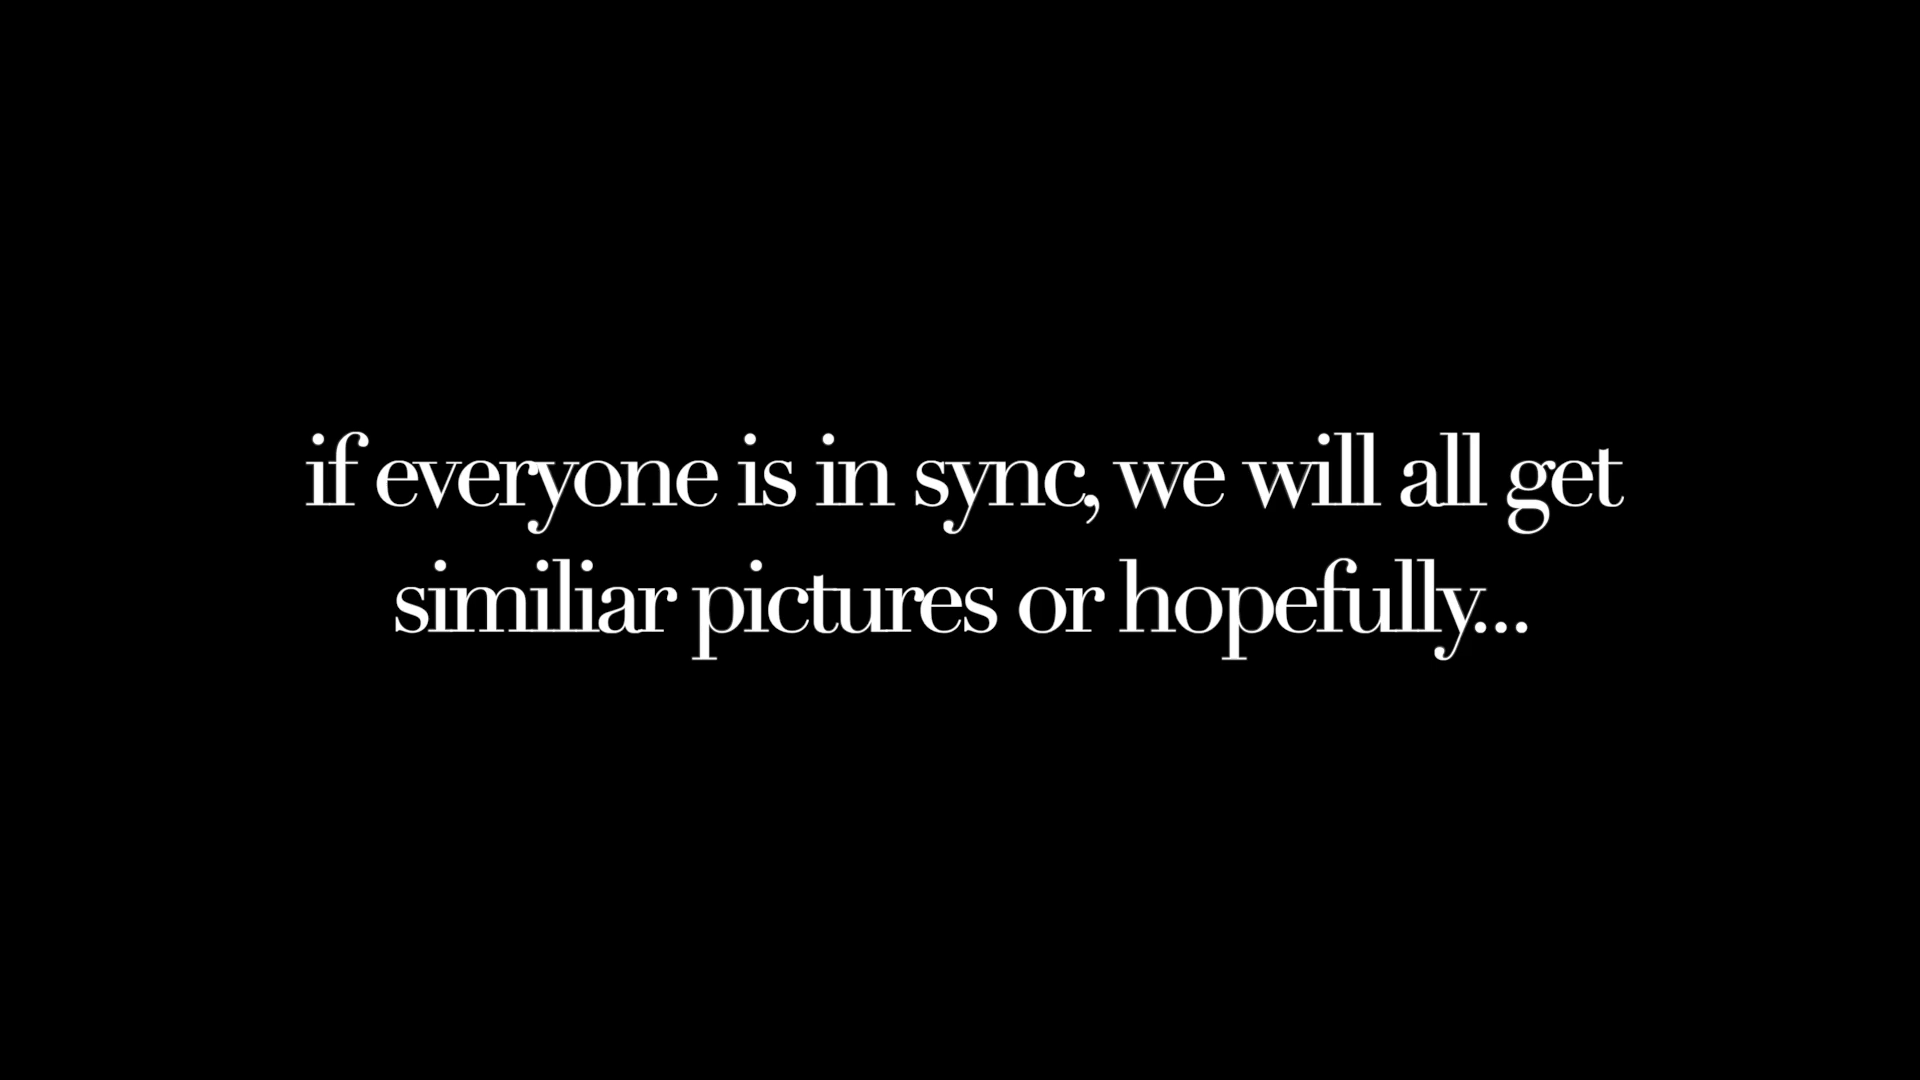 if everyone is in sync, we will all get
similiar pictures or hopefully...